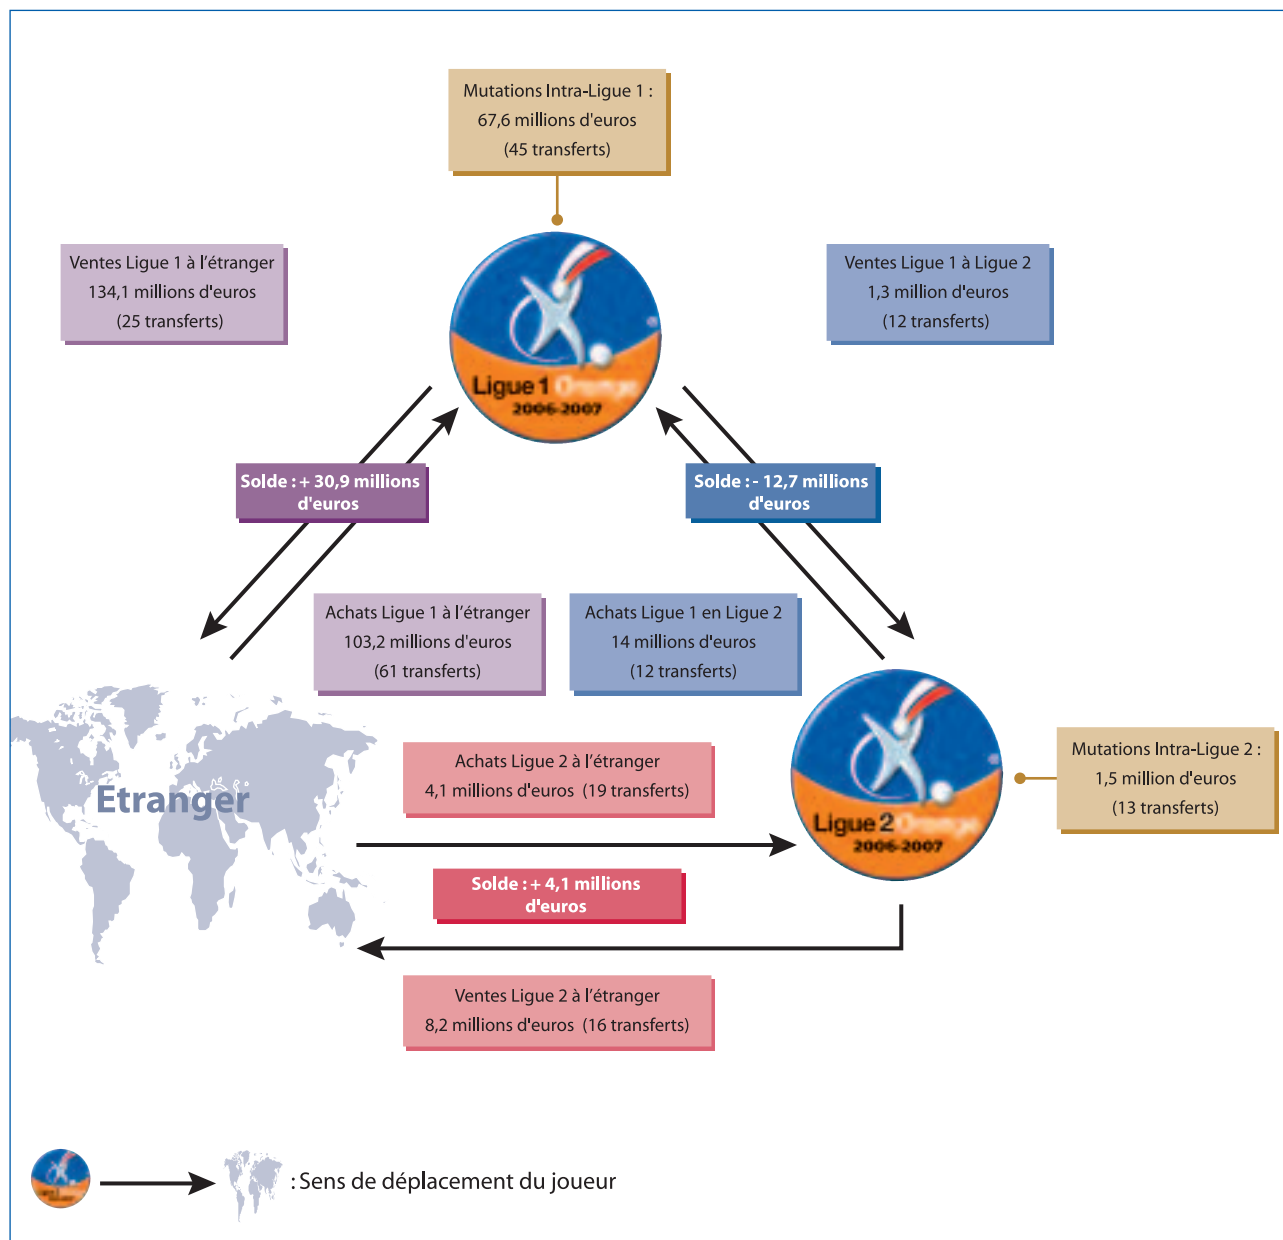 Mutations Intra-Ligue 1 :
67,6 millions d'euros
(45 transferts)
Ventes Ligue 1 à l'étranger
134,1 millions d'euros
(25 transferts)
Ventes Ligue 1 à Ligue 2
1,3 million d'euros
(12 transferts)
Ligue 1 Orange
2006-2007
Solde : + 30,9 millions
d'euros
Solde : - 12,7 millions
d'euros
Achats Ligue 1 à l'étranger
103,2 millions d'euros
(61 transferts)
Achats Ligue 1 en Ligue 2
14 millions d'euros
(12 transferts)
Etranger
Achats Ligue 2 à l'étranger
4,1 millions d'euros (19 transferts)
Ligue 2 Orange
2006-2007
Mutations Intra-Ligue 2 :
1,5 million d'euros
(13 transferts)
Solde : + 4,1 millions
d'euros
Ventes Ligue 2 à l'étranger
8,2 millions d'euros (16 transferts)
: Sens de déplacement du joueur